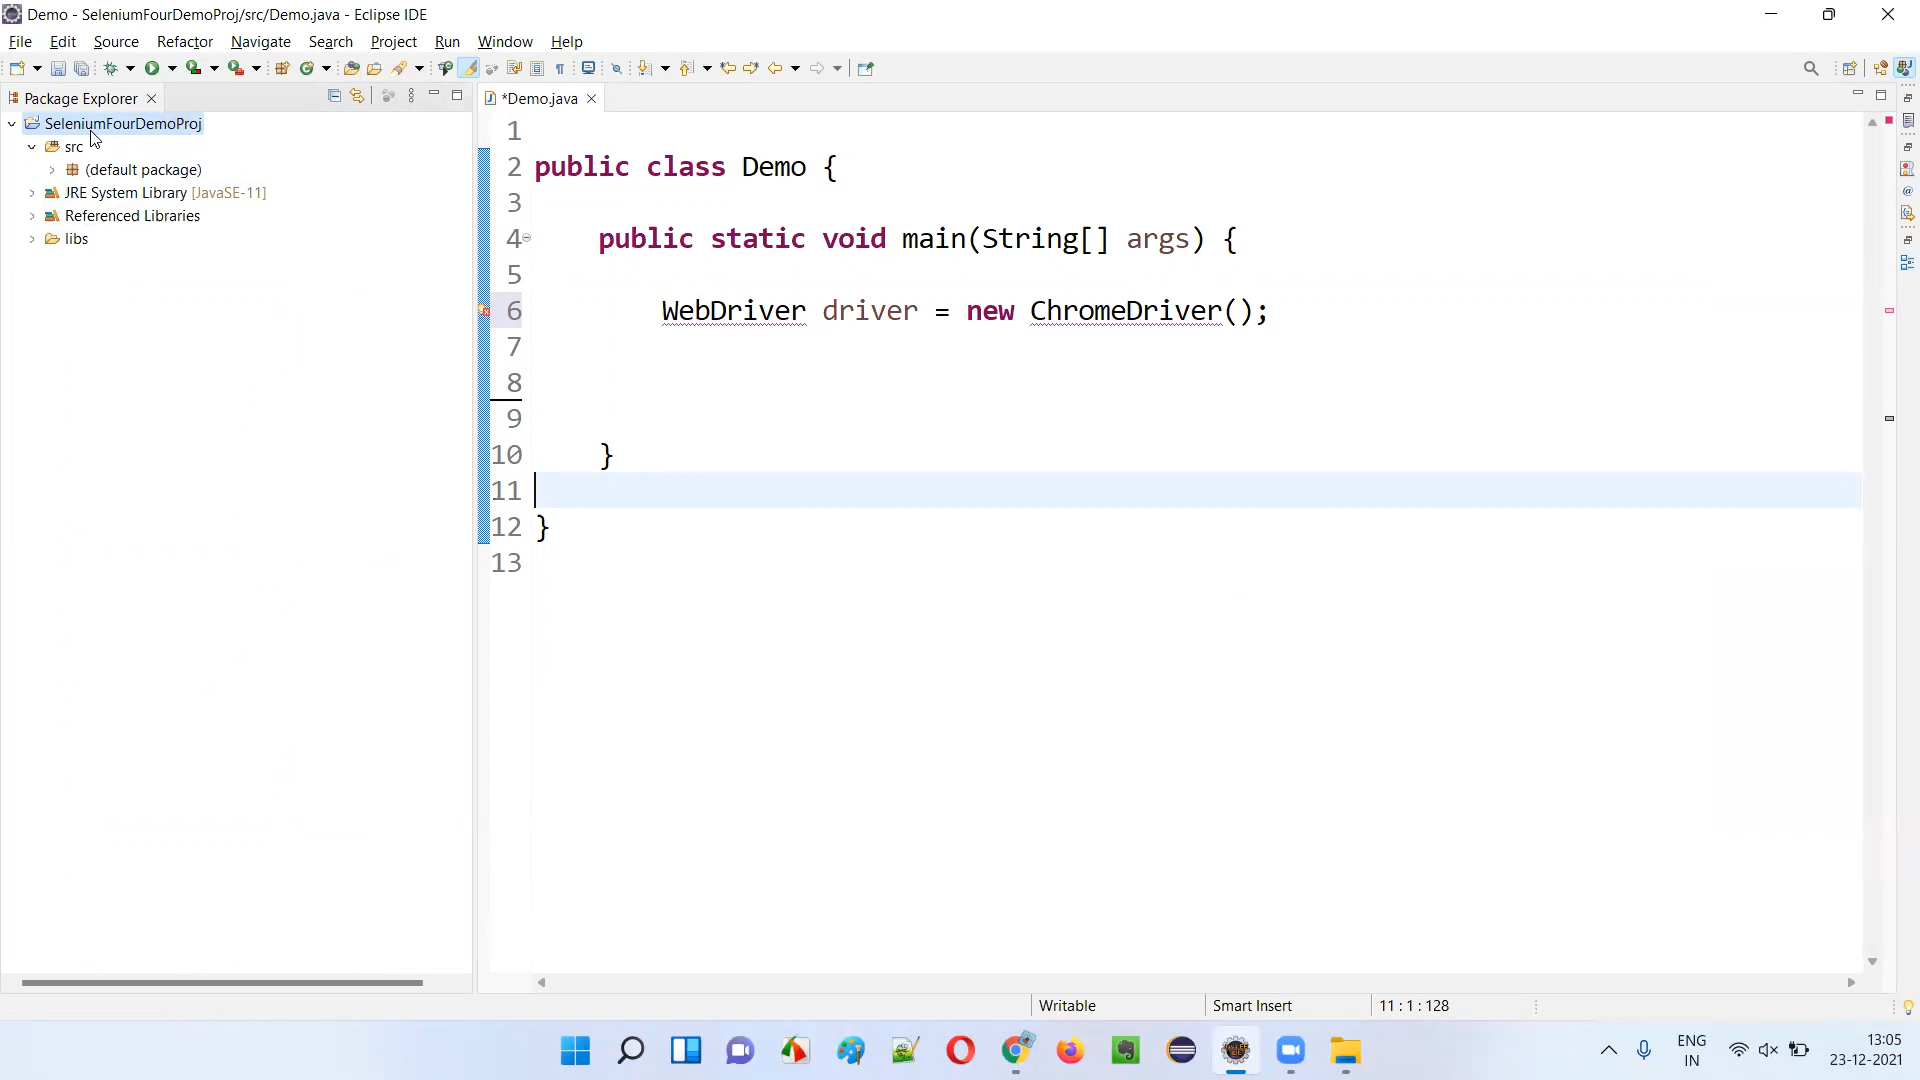 Demo - SeleniumFourDemoProj/src/Demo.java - Eclipse IDE
File Edit Source Refactor Navigate Search Project Run Window Help
Package Explorer
*Demo.java
SeleniumFourDemoProj
src
(default package)
JRE System Library [JavaSE-11]
Referenced Libraries
libs
1
2 public class Demo {
3
4 public static void main(String[] args) {
5
6 WebDriver driver = new ChromeDriver();
7
8
9
10 }
11
12 }
13
Writable Smart Insert 11 : 1 : 128
ENG
IN
13:05
23-12-2021